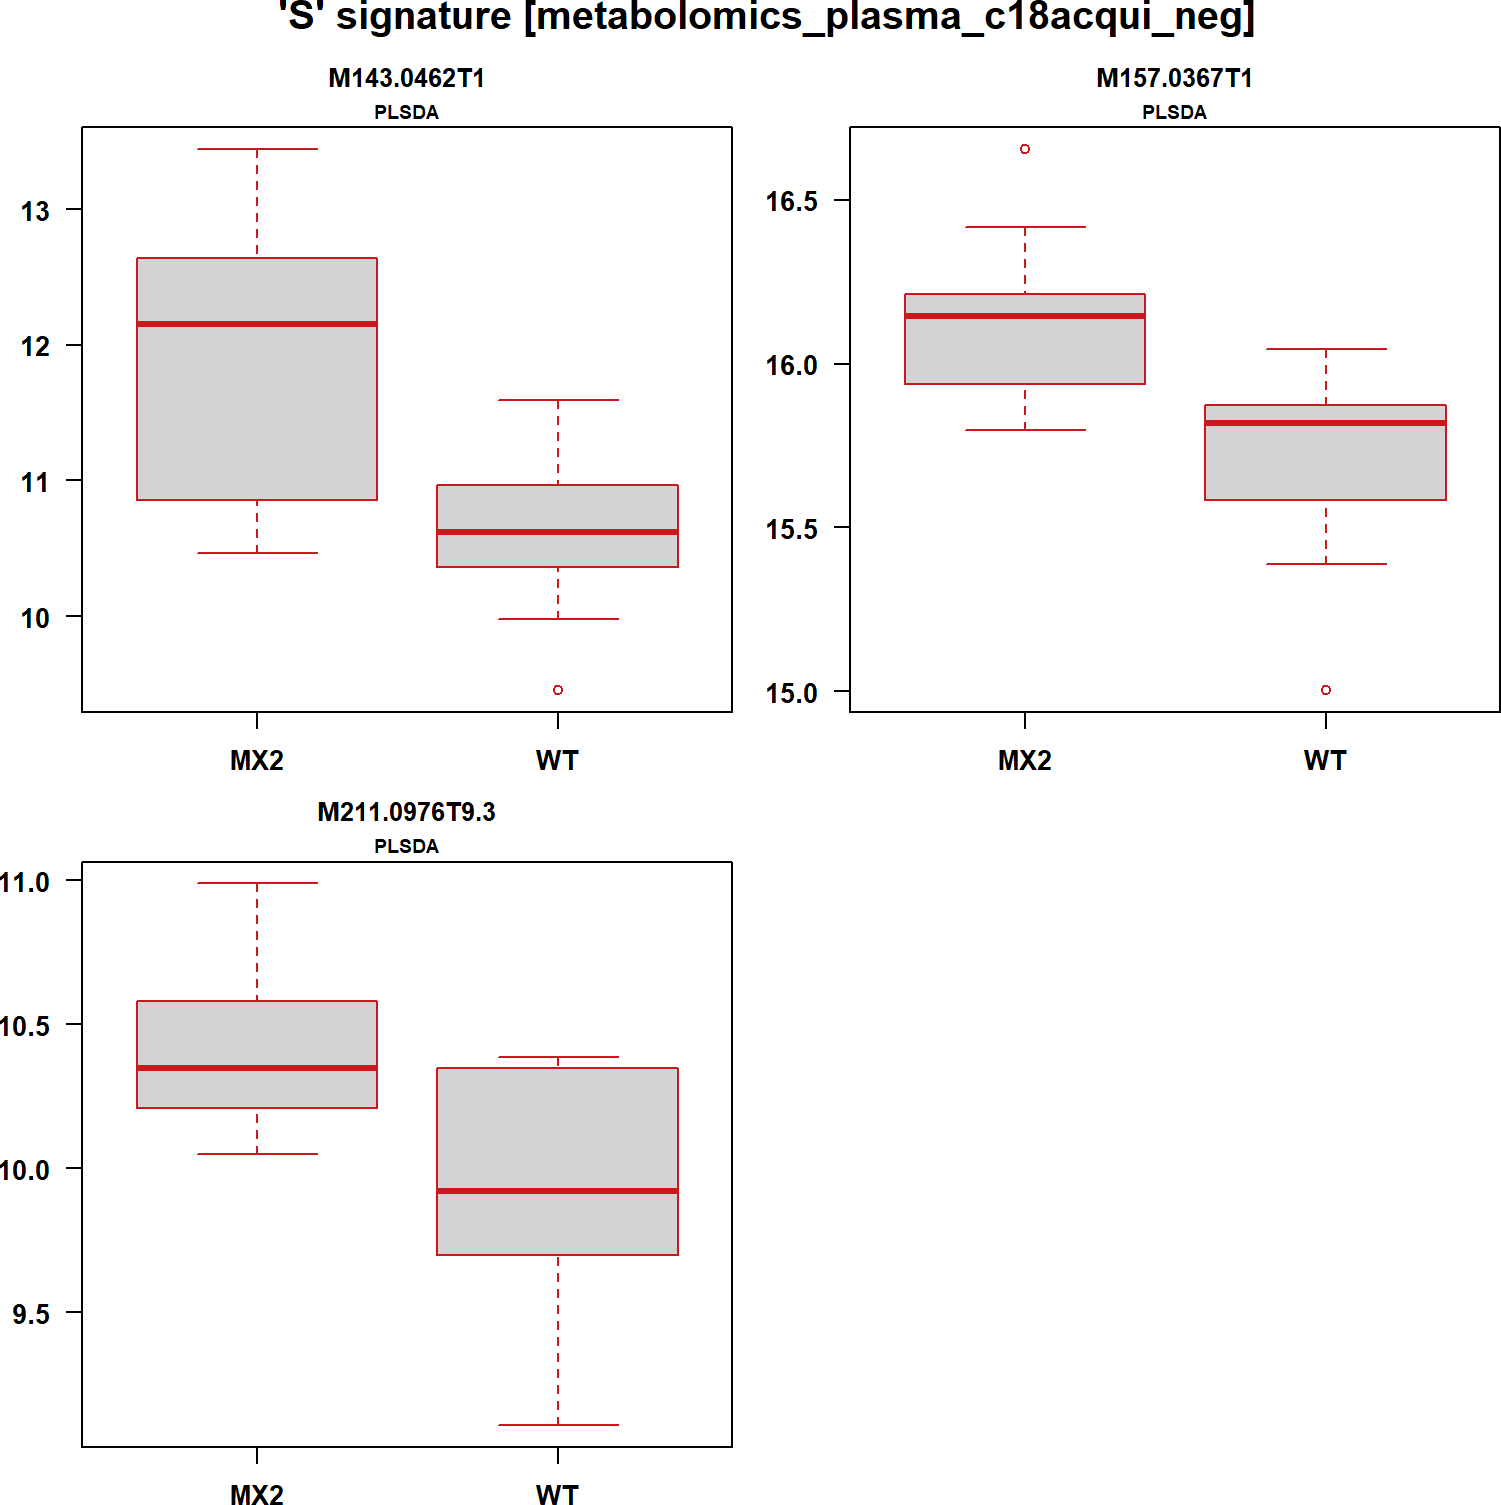 'S' signature [metabolomics_plasma_c18acqui_neg]
M143.0462T1
PLSDA
13
12
11
10
MX2 WT
M157.0367T1
PLSDA
16.5
16.0
15.5
15.0
MX2 WT
M211.0976T9.3
PLSDA
11.0
10.5
10.0
9.5
MX2 WT